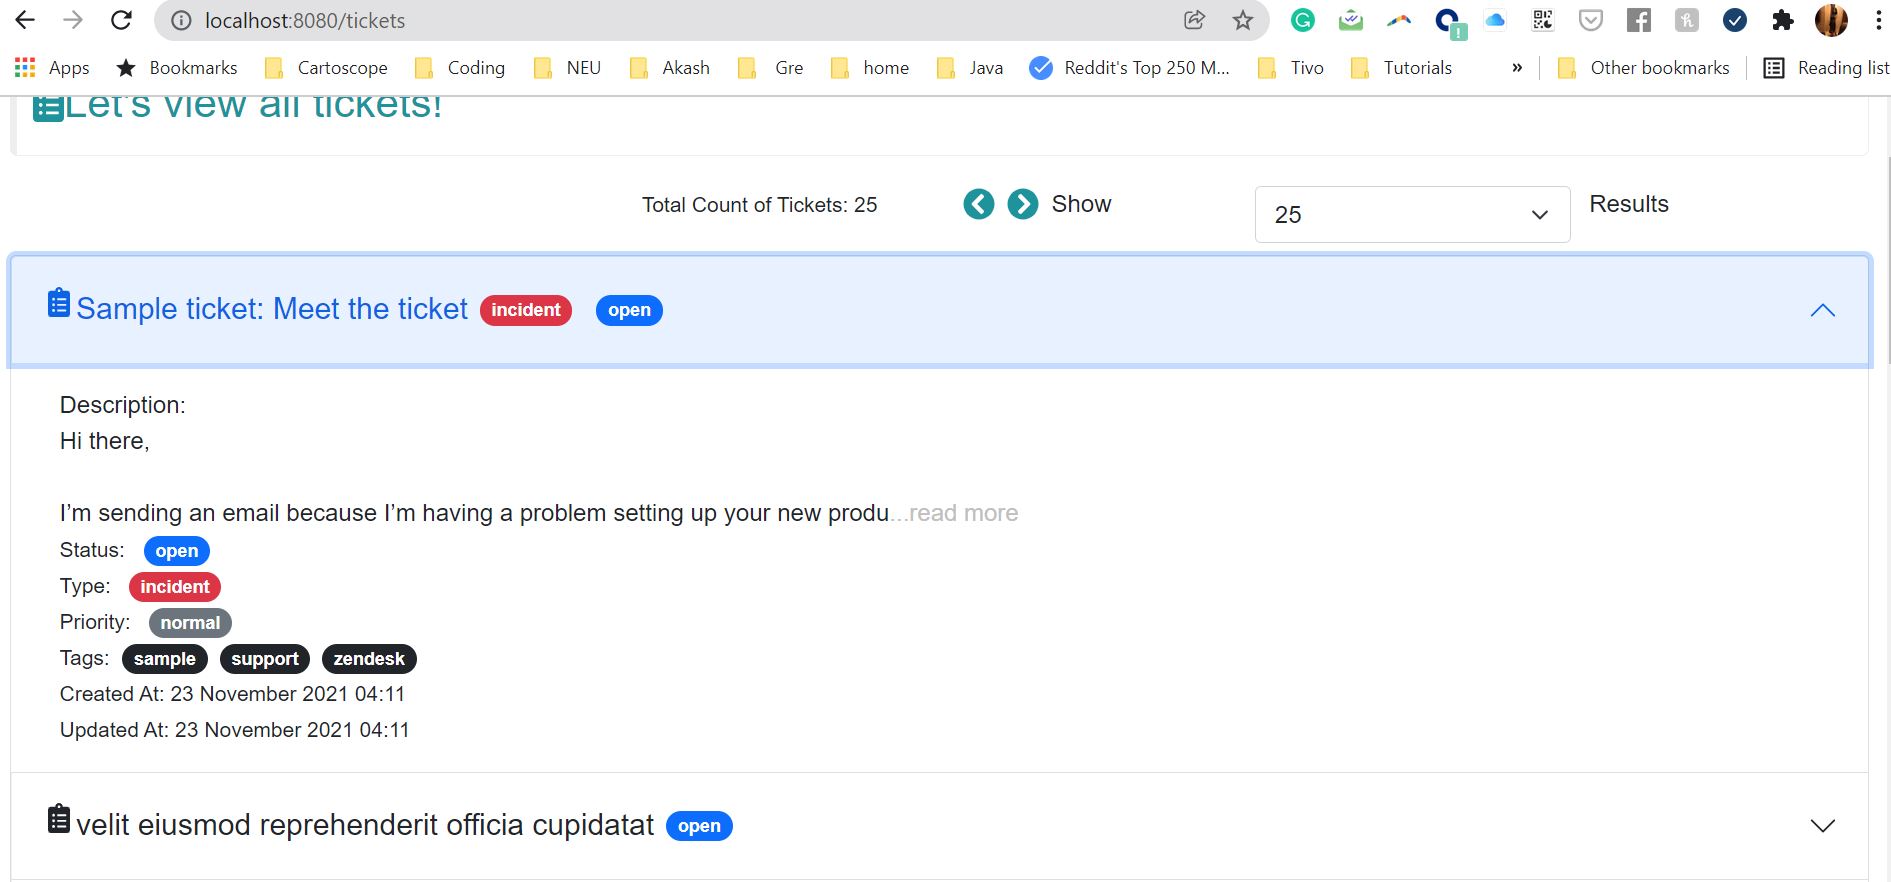 localhost:8080/tickets
Apps Bookmarks Cartoscope Coding NEU Akash Gre home Java Reddit's Top 250 M... Tivo Tutorials » Other bookmarks Reading list
Let's view all tickets!
Total Count of Tickets: 25 Show 25 Results
Sample ticket: Meet the ticket incident open
Description:
Hi there,
I’m sending an email because I’m having a problem setting up your new produ...read more
Status: open
Type: incident
Priority: normal
Tags: sample support zendesk
Created At: 23 November 2021 04:11
Updated At: 23 November 2021 04:11
velit eiusmod reprehenderit officia cupidatat open